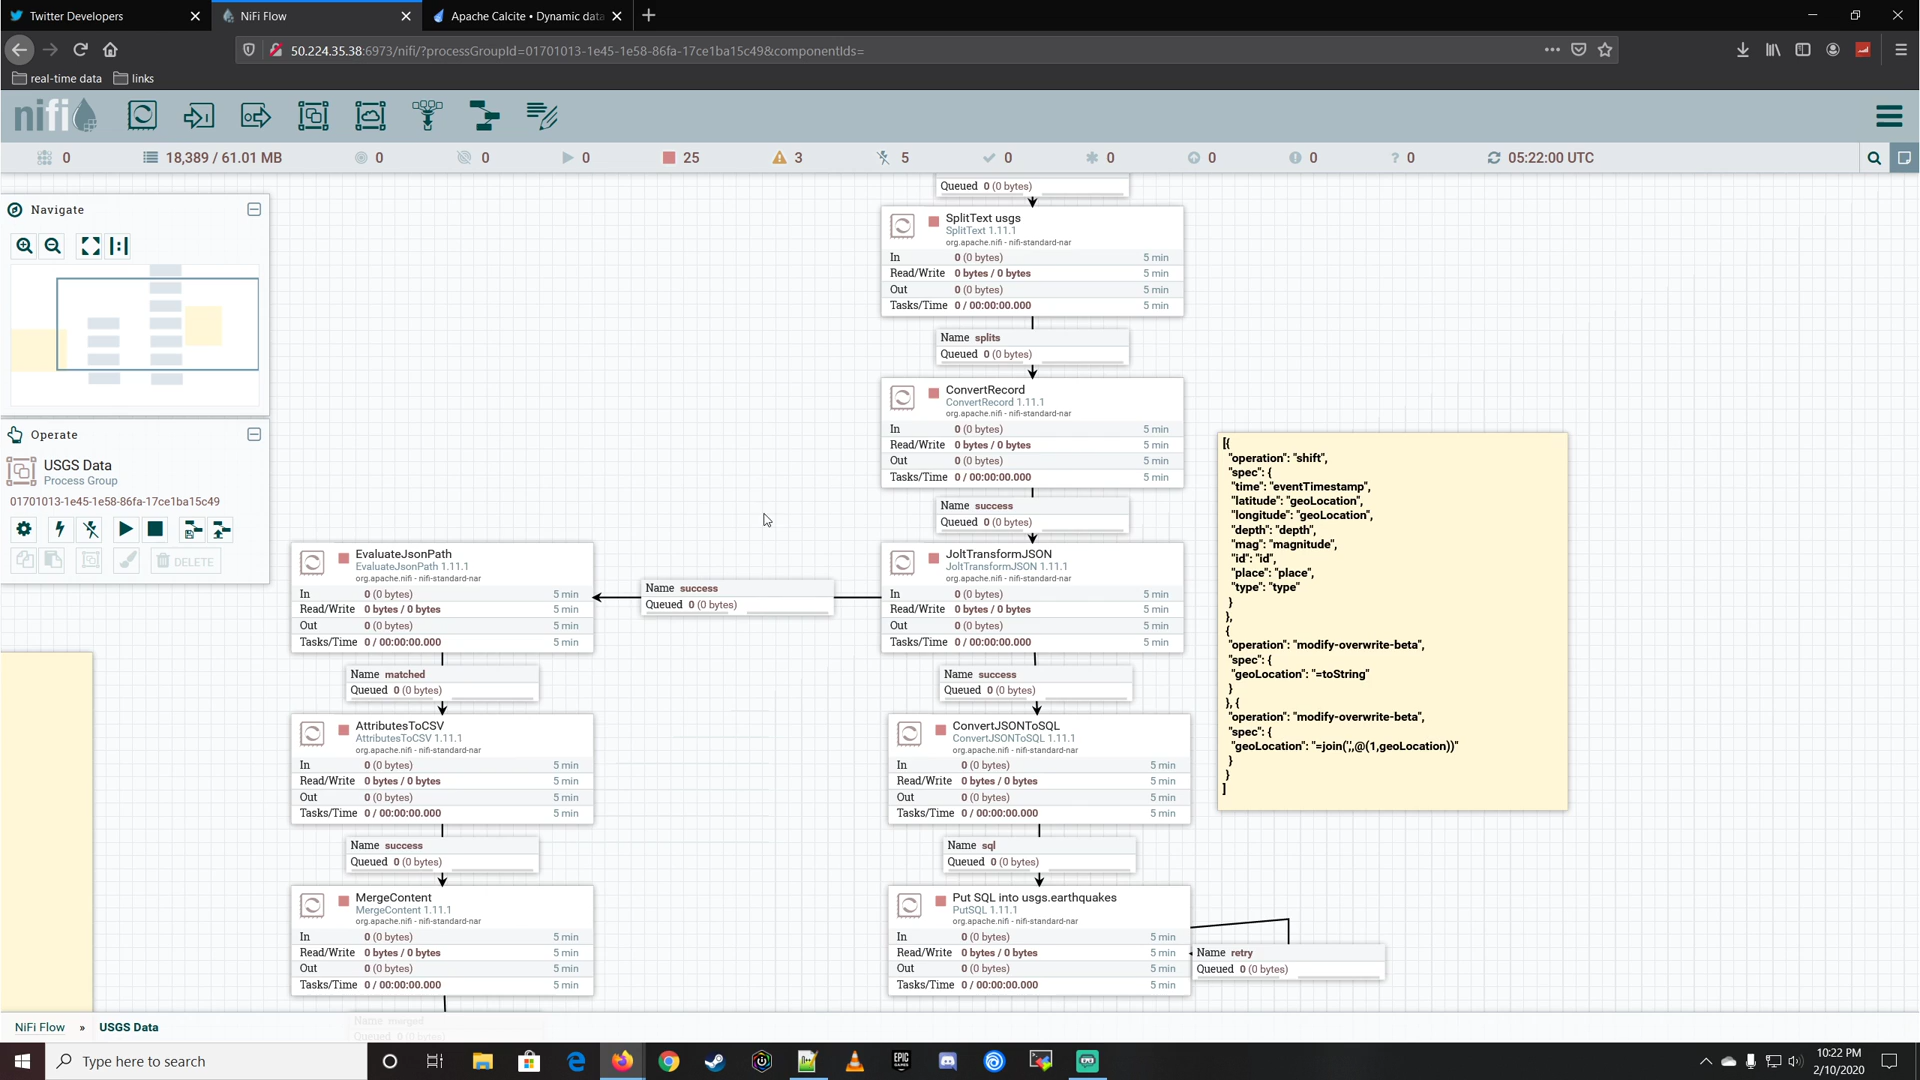 Twitter Developers
NiFi Flow
Apache Calcite • Dynamic data
50.224.35.38:6973/nifi/?processGroupId=01701013-1e45-1e58-86fa-17ce1ba15c49&componentIds=
real-time data
links
nifi
0
18,389 / 61.01 MB
0
0
0
25
3
5
0
0
0
0
? 0
05:22:00 UTC
Navigate
Operate
USGS Data
Process Group
01701013-1e45-1e58-86fa-17ce1ba15c49
DELETE
Queued 0 (0 bytes)
SplitText usgs
SplitText 1.11.1
org.apache.nifi - nifi-standard-nar
In 0 (0 bytes) 5 min
Read/Write 0 bytes / 0 bytes 5 min
Out 0 (0 bytes) 5 min
Tasks/Time 0 / 00:00:00.000 5 min
Name splits
Queued 0 (0 bytes)
ConvertRecord
ConvertRecord 1.11.1
org.apache.nifi - nifi-standard-nar
In 0 (0 bytes) 5 min
Read/Write 0 bytes / 0 bytes 5 min
Out 0 (0 bytes) 5 min
Tasks/Time 0 / 00:00:00.000 5 min
Name success
Queued 0 (0 bytes)
EvaluateJsonPath
EvaluateJsonPath 1.11.1
org.apache.nifi - nifi-standard-nar
In 0 (0 bytes) 5 min
Read/Write 0 bytes / 0 bytes 5 min
Out 0 (0 bytes) 5 min
Tasks/Time 0 / 00:00:00.000 5 min
Name success
Queued 0 (0 bytes)
JoltTransformJSON
JoltTransformJSON 1.11.1
org.apache.nifi - nifi-standard-nar
In 0 (0 bytes) 5 min
Read/Write 0 bytes / 0 bytes 5 min
Out 0 (0 bytes) 5 min
Tasks/Time 0 / 00:00:00.000 5 min
Name matched
Queued 0 (0 bytes)
Name success
Queued 0 (0 bytes)
AttributesToCSV
AttributesToCSV 1.11.1
org.apache.nifi - nifi-standard-nar
In 0 (0 bytes) 5 min
Read/Write 0 bytes / 0 bytes 5 min
Out 0 (0 bytes) 5 min
Tasks/Time 0 / 00:00:00.000 5 min
ConvertJSONToSQL
ConvertJSONToSQL 1.11.1
org.apache.nifi - nifi-standard-nar
In 0 (0 bytes) 5 min
Read/Write 0 bytes / 0 bytes 5 min
Out 0 (0 bytes) 5 min
Tasks/Time 0 / 00:00:00.000 5 min
Name success
Queued 0 (0 bytes)
Name sql
Queued 0 (0 bytes)
MergeContent
MergeContent 1.11.1
org.apache.nifi - nifi-standard-nar
In 0 (0 bytes) 5 min
Read/Write 0 bytes / 0 bytes 5 min
Out 0 (0 bytes) 5 min
Tasks/Time 0 / 00:00:00.000 5 min
Name merged
Queued 0 (0 bytes)
Put SQL into usgs.earthquakes
PutSQL 1.11.1
org.apache.nifi - nifi-standard-nar
In 0 (0 bytes) 5 min
Read/Write 0 bytes / 0 bytes 5 min
Out 0 (0 bytes) 5 min
Tasks/Time 0 / 00:00:00.000 5 min
Name retry
Queued 0 (0 bytes)
[{
"operation": "shift",
"spec": {
"time": "eventTimestamp",
"latitude": "geoLocation",
"longitude": "geoLocation",
"depth": "depth",
"mag": "magnitude",
"id": "id",
"place": "place",
"type": "type"
}
},
{
"operation": "modify-overwrite-beta",
"spec": {
"geoLocation": "=toString"
}
}, {
"operation": "modify-overwrite-beta",
"spec": {
"geoLocation": "=join(',',@(1,geoLocation))"
}
}
]
NiFi Flow » USGS Data
Type here to search
EPIC GAMES
10:22 PM
2/10/2020